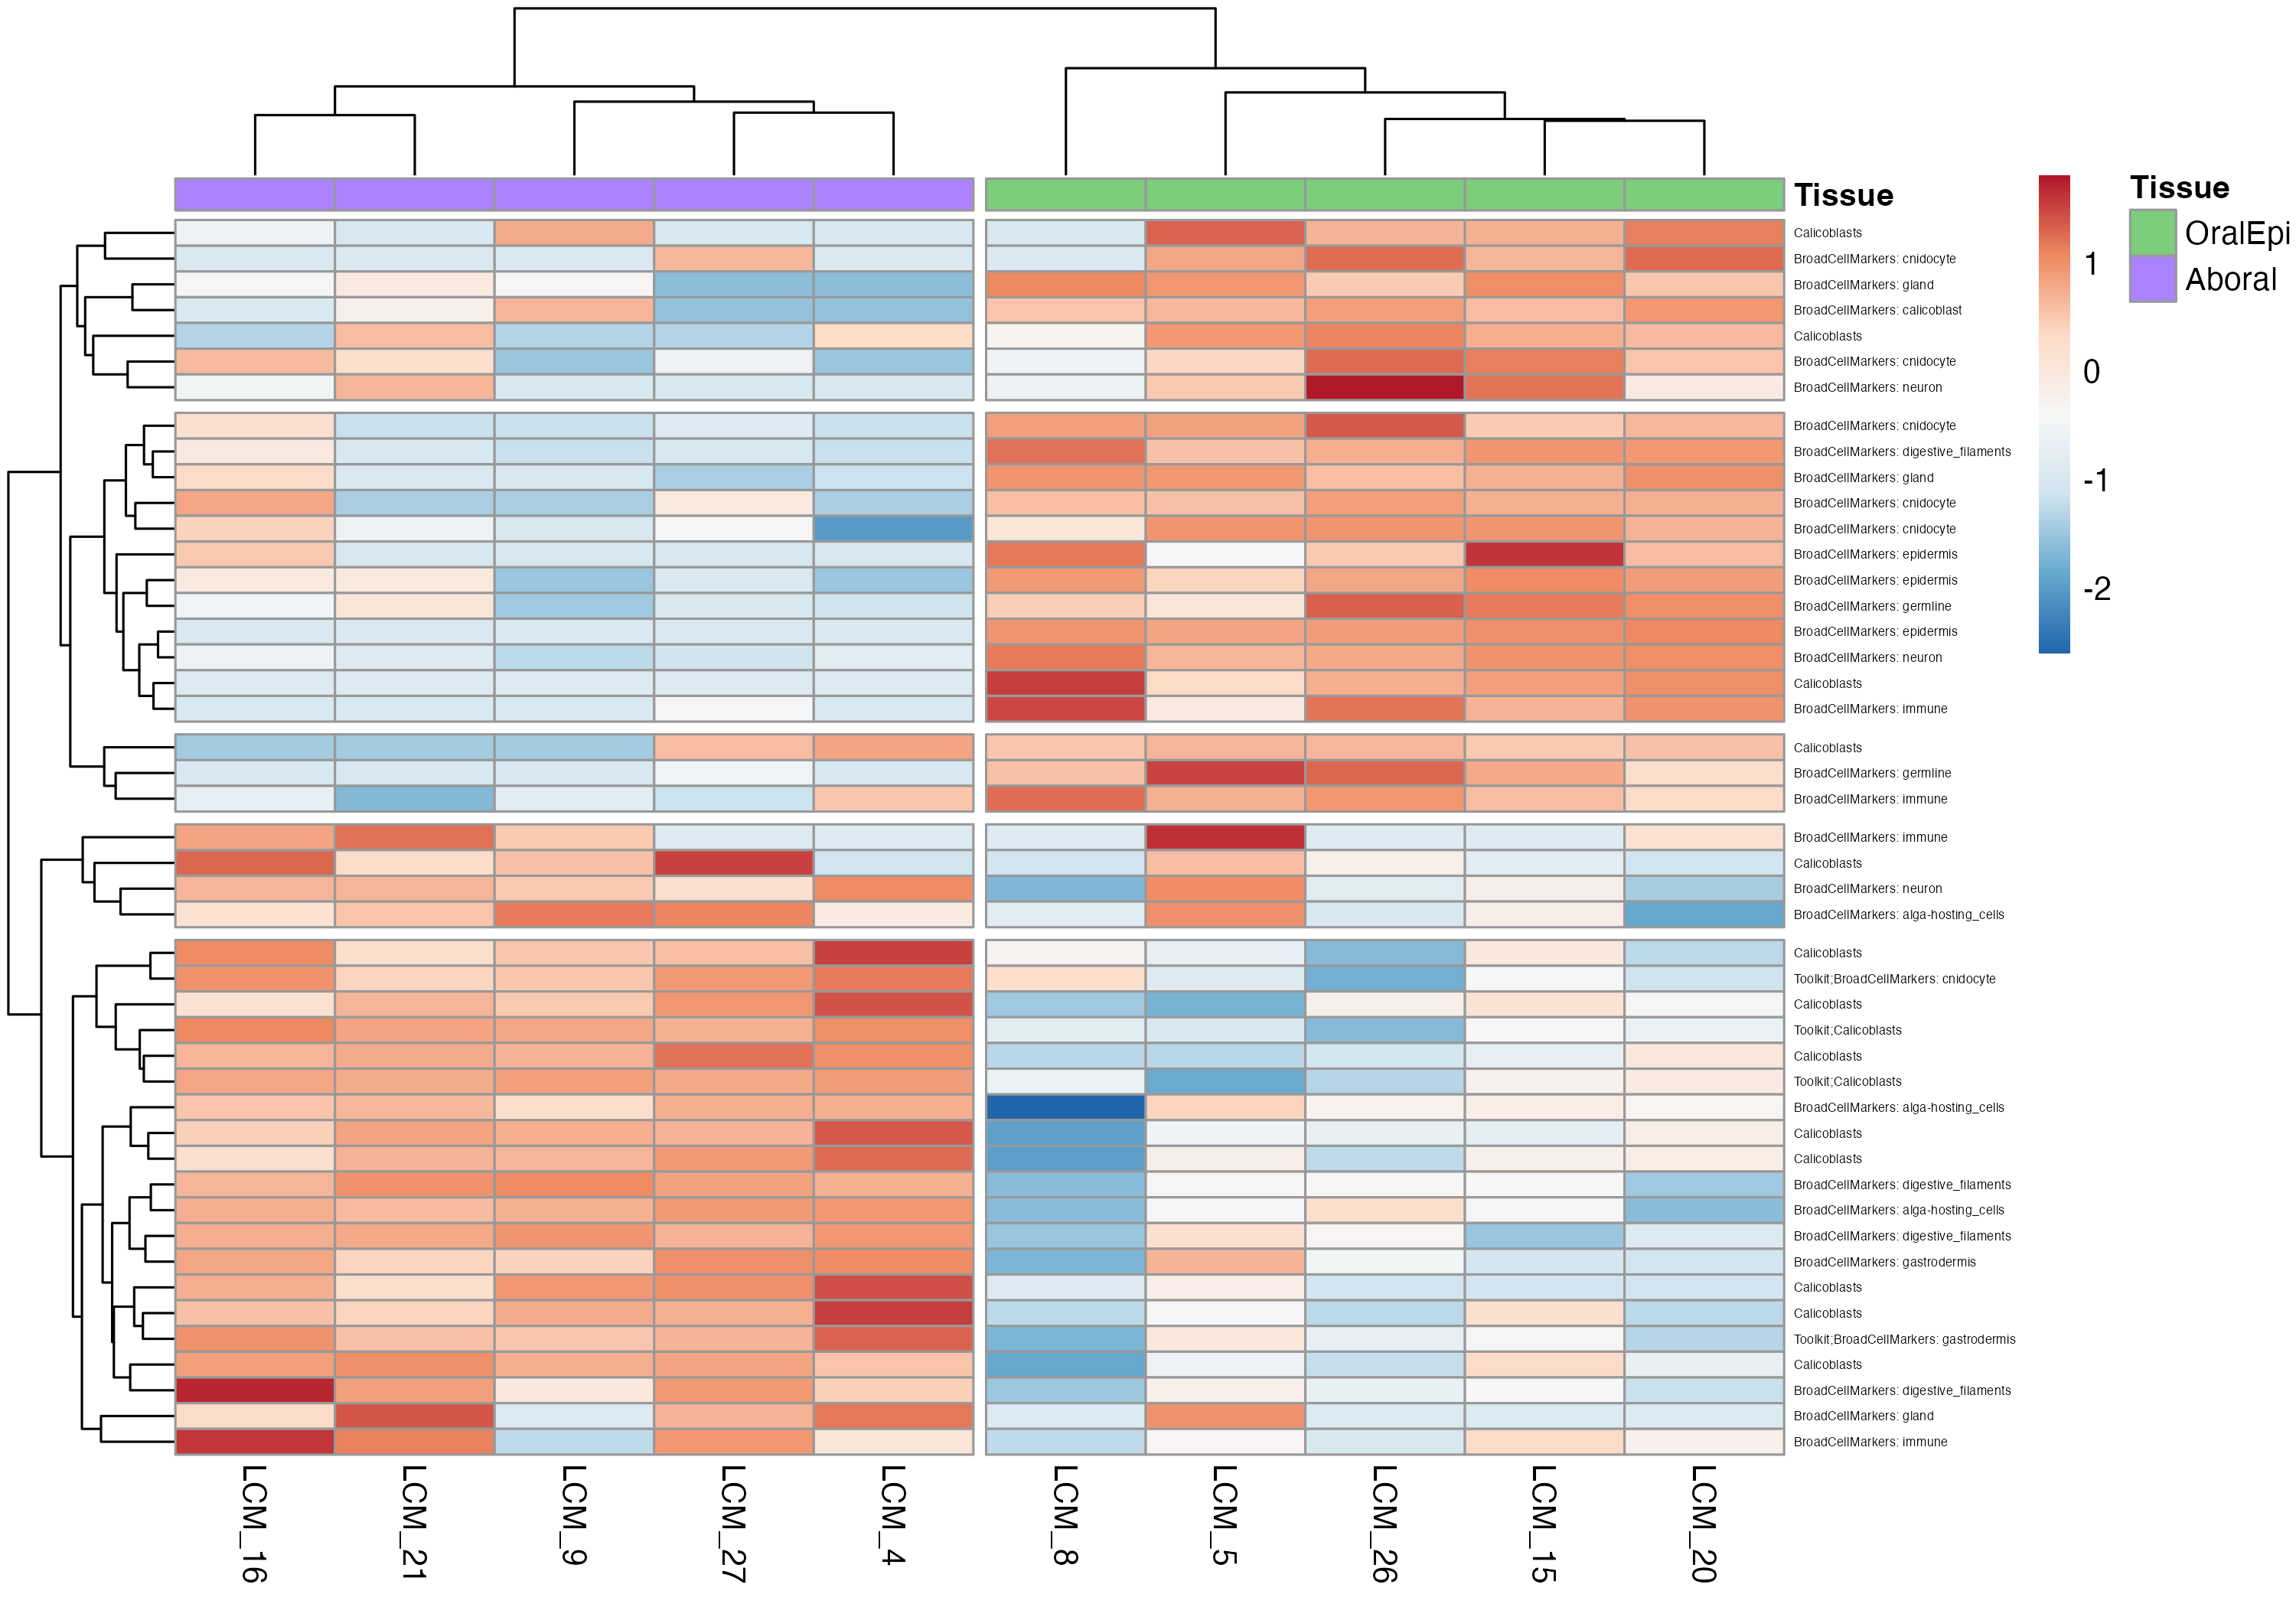 Tissue
Calicoblasts
BroadCellMarkers: cnidocyte
BroadCellMarkers: gland
BroadCellMarkers: calicoblast
Calicoblasts
BroadCellMarkers: cnidocyte
BroadCellMarkers: neuron
BroadCellMarkers: cnidocyte
BroadCellMarkers: digestive_filaments
BroadCellMarkers: gland
BroadCellMarkers: cnidocyte
BroadCellMarkers: cnidocyte
BroadCellMarkers: epidermis
BroadCellMarkers: epidermis
BroadCellMarkers: germline
BroadCellMarkers: epidermis
BroadCellMarkers: neuron
Calicoblasts
BroadCellMarkers: immune
Calicoblasts
BroadCellMarkers: germline
BroadCellMarkers: immune
BroadCellMarkers: immune
Calicoblasts
BroadCellMarkers: neuron
BroadCellMarkers: alga-hosting_cells
Calicoblasts
Toolkit;BroadCellMarkers: cnidocyte
Calicoblasts
Toolkit;Calicoblasts
Calicoblasts
Toolkit;Calicoblasts
BroadCellMarkers: alga-hosting_cells
Calicoblasts
Calicoblasts
BroadCellMarkers: digestive_filaments
BroadCellMarkers: alga-hosting_cells
BroadCellMarkers: digestive_filaments
BroadCellMarkers: gastrodermis
Calicoblasts
Calicoblasts
Toolkit;BroadCellMarkers: gastrodermis
Calicoblasts
BroadCellMarkers: digestive_filaments
BroadCellMarkers: gland
BroadCellMarkers: immune
LCM_16
LCM_21
LCM_9
LCM_27
LCM_4
LCM_8
LCM_5
LCM_26
LCM_15
LCM_20
1
0
-1
-2
Tissue
OralEpi
Aboral